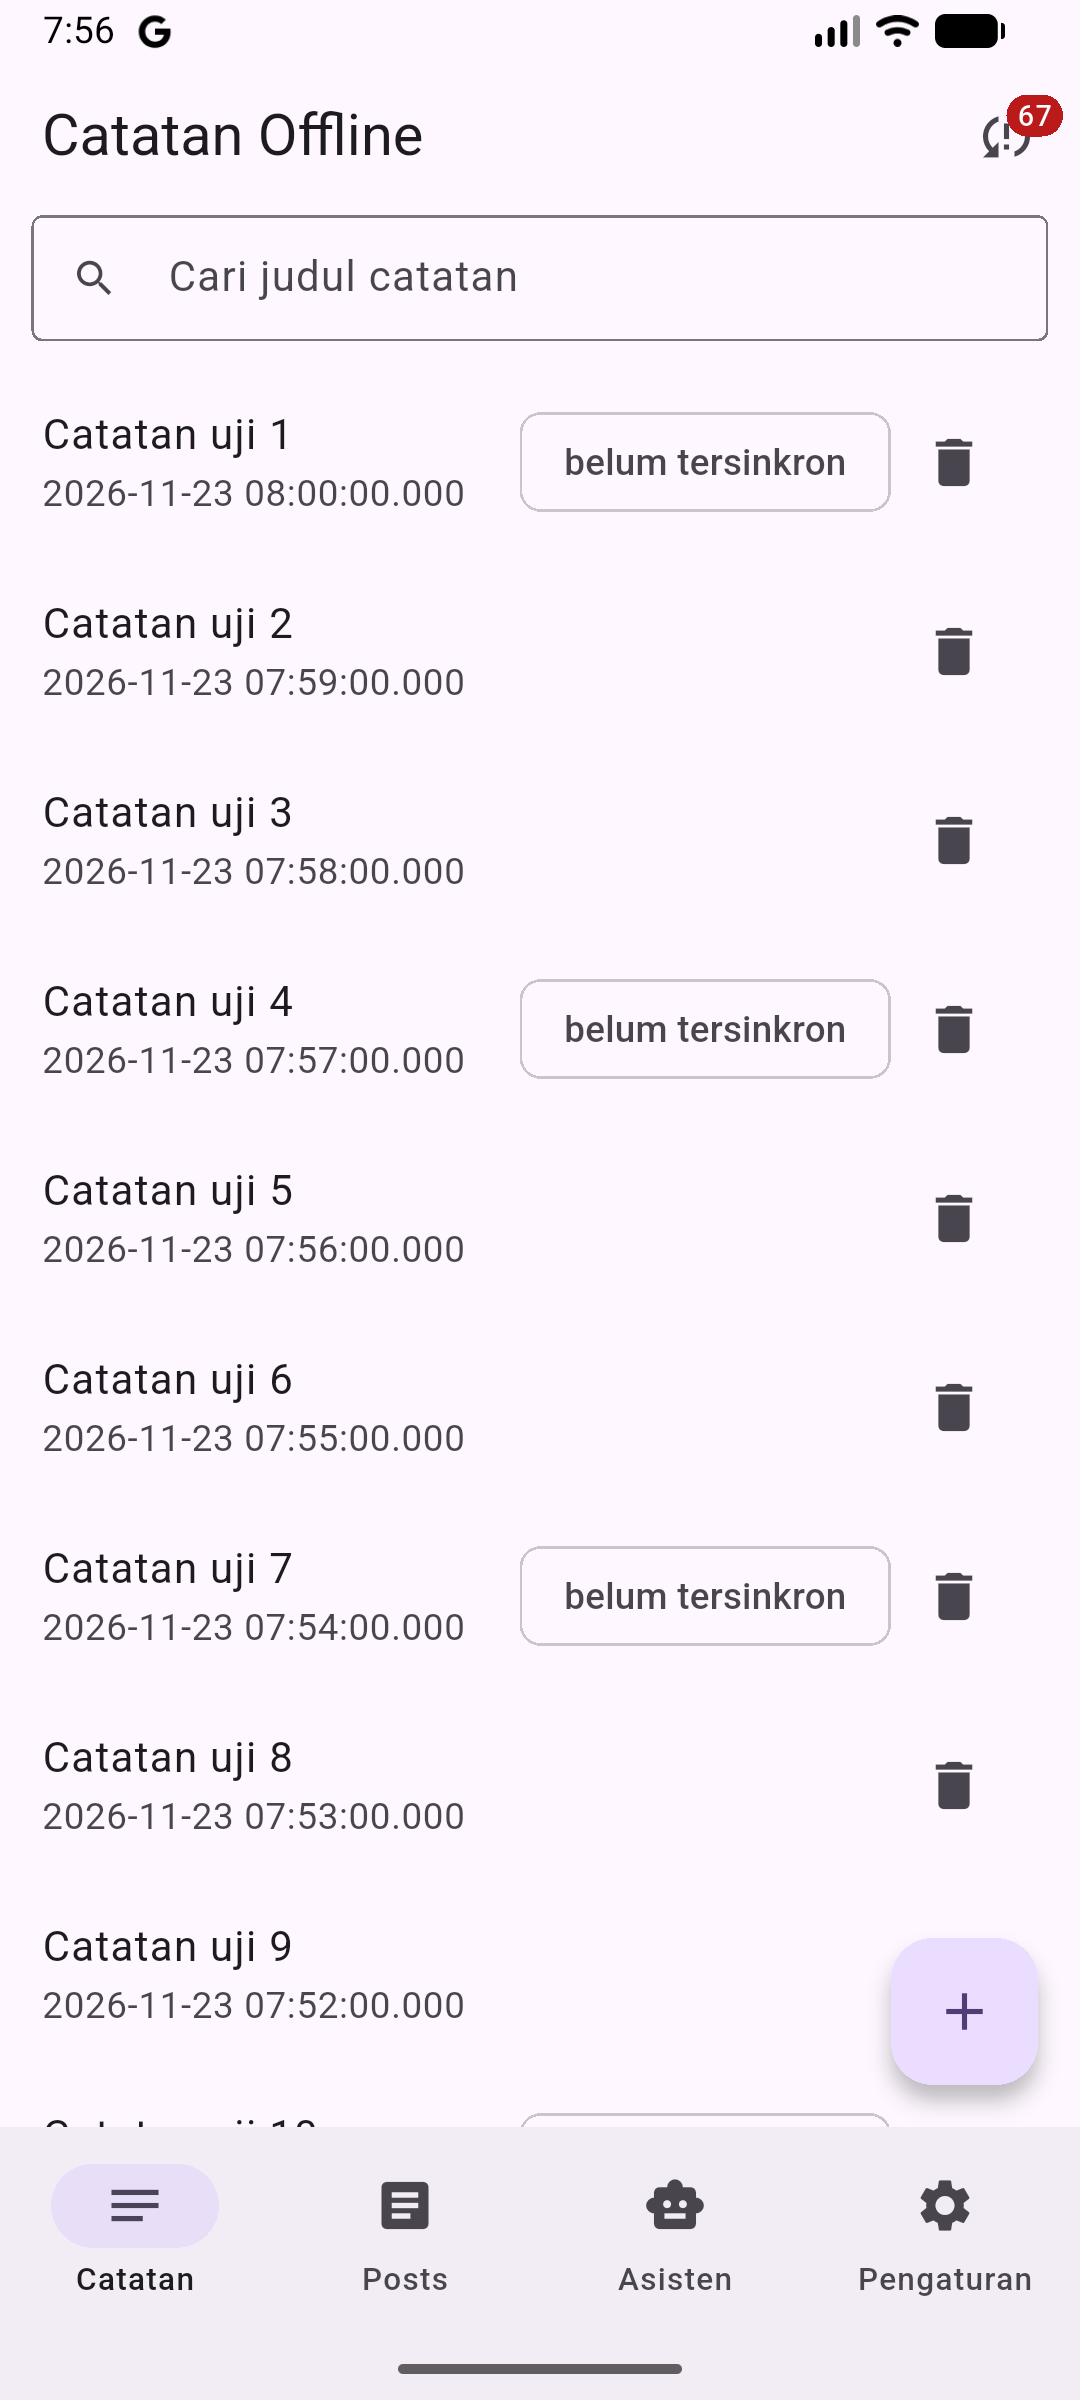 7:56
Catatan Offline
67
Cari judul catatan
Catatan uji 1
2026-11-23 08:00:00.000
belum tersinkron
Catatan uji 2
2026-11-23 07:59:00.000
Catatan uji 3
2026-11-23 07:58:00.000
Catatan uji 4
2026-11-23 07:57:00.000
belum tersinkron
Catatan uji 5
2026-11-23 07:56:00.000
Catatan uji 6
2026-11-23 07:55:00.000
Catatan uji 7
2026-11-23 07:54:00.000
belum tersinkron
Catatan uji 8
2026-11-23 07:53:00.000
Catatan uji 9
2026-11-23 07:52:00.000
Catatan
Posts
Asisten
Pengaturan